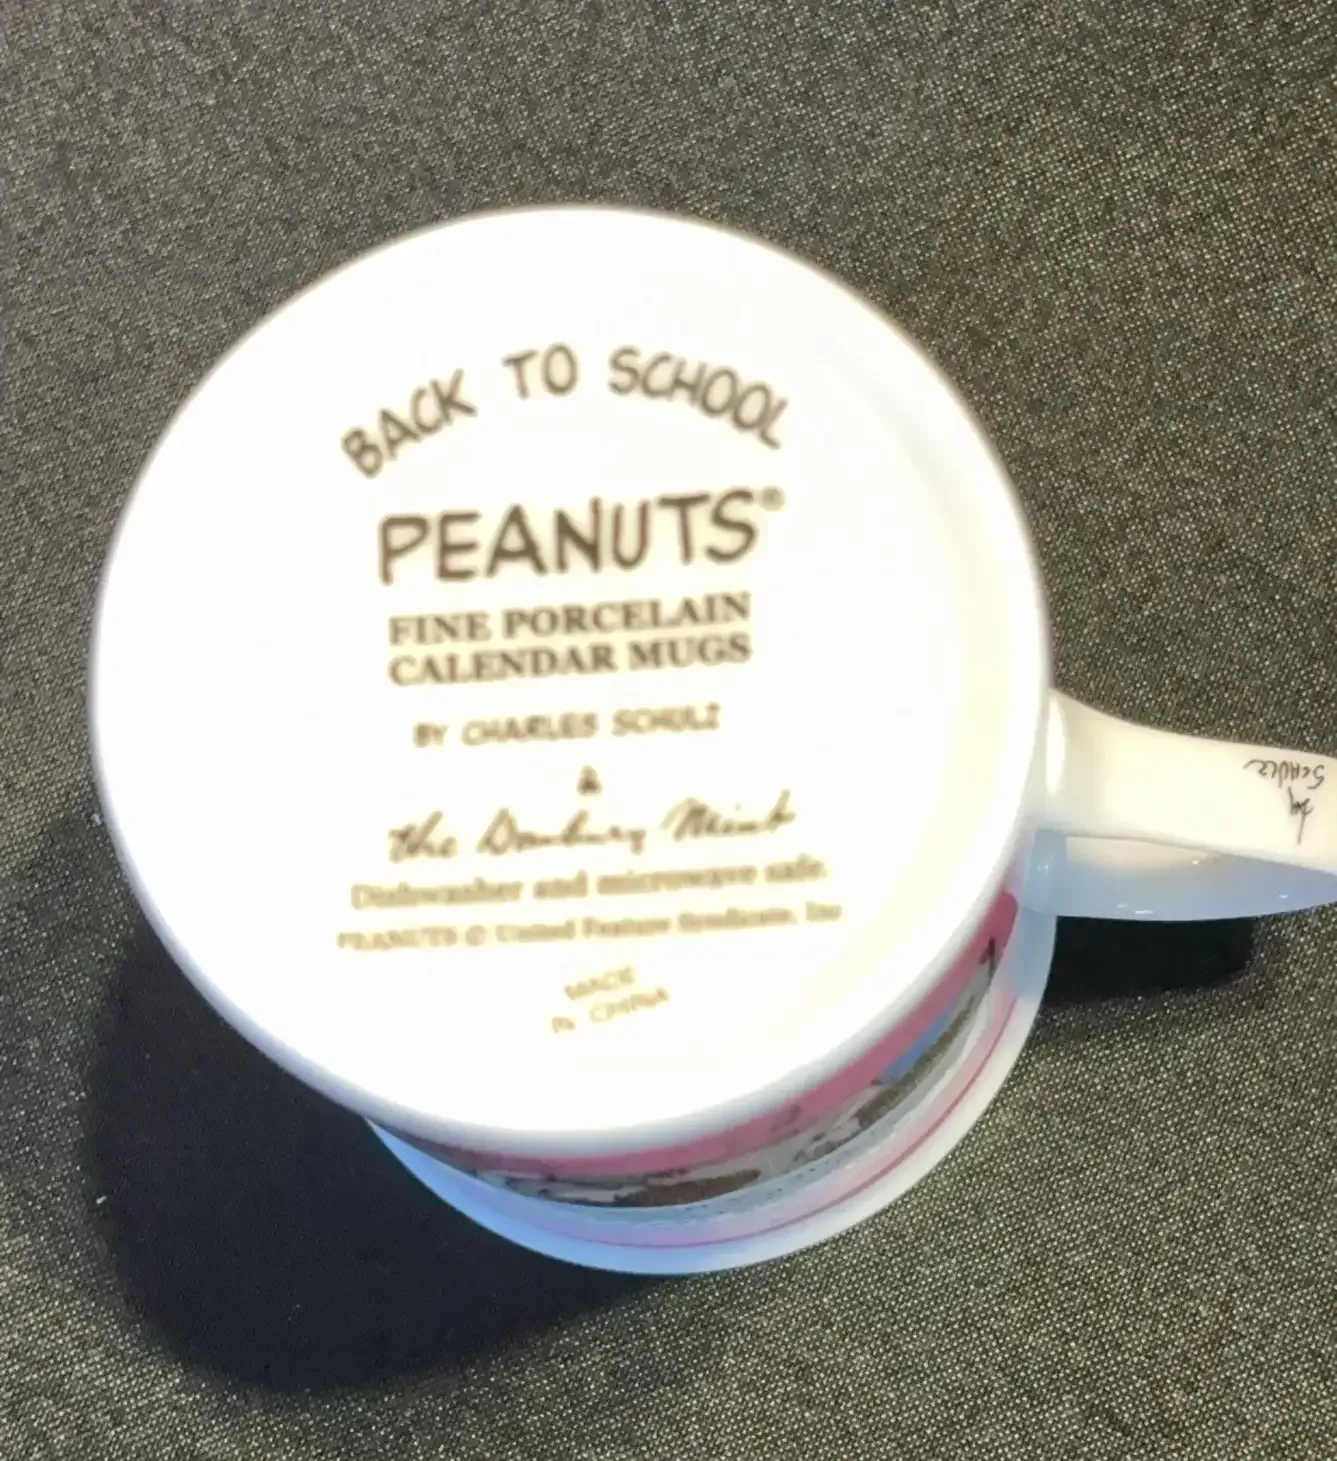 BACK TO SCHOOL
PEANUTS®
FINE PORCELAIN
CALENDAR MUGS
BY CHARLES SCHULZ
&
the Danbury Mint
Dishwasher and microwave safe.
PEANUTS © United Feature Syndicate, Inc
MADE
IN CHINA
SCHULZ